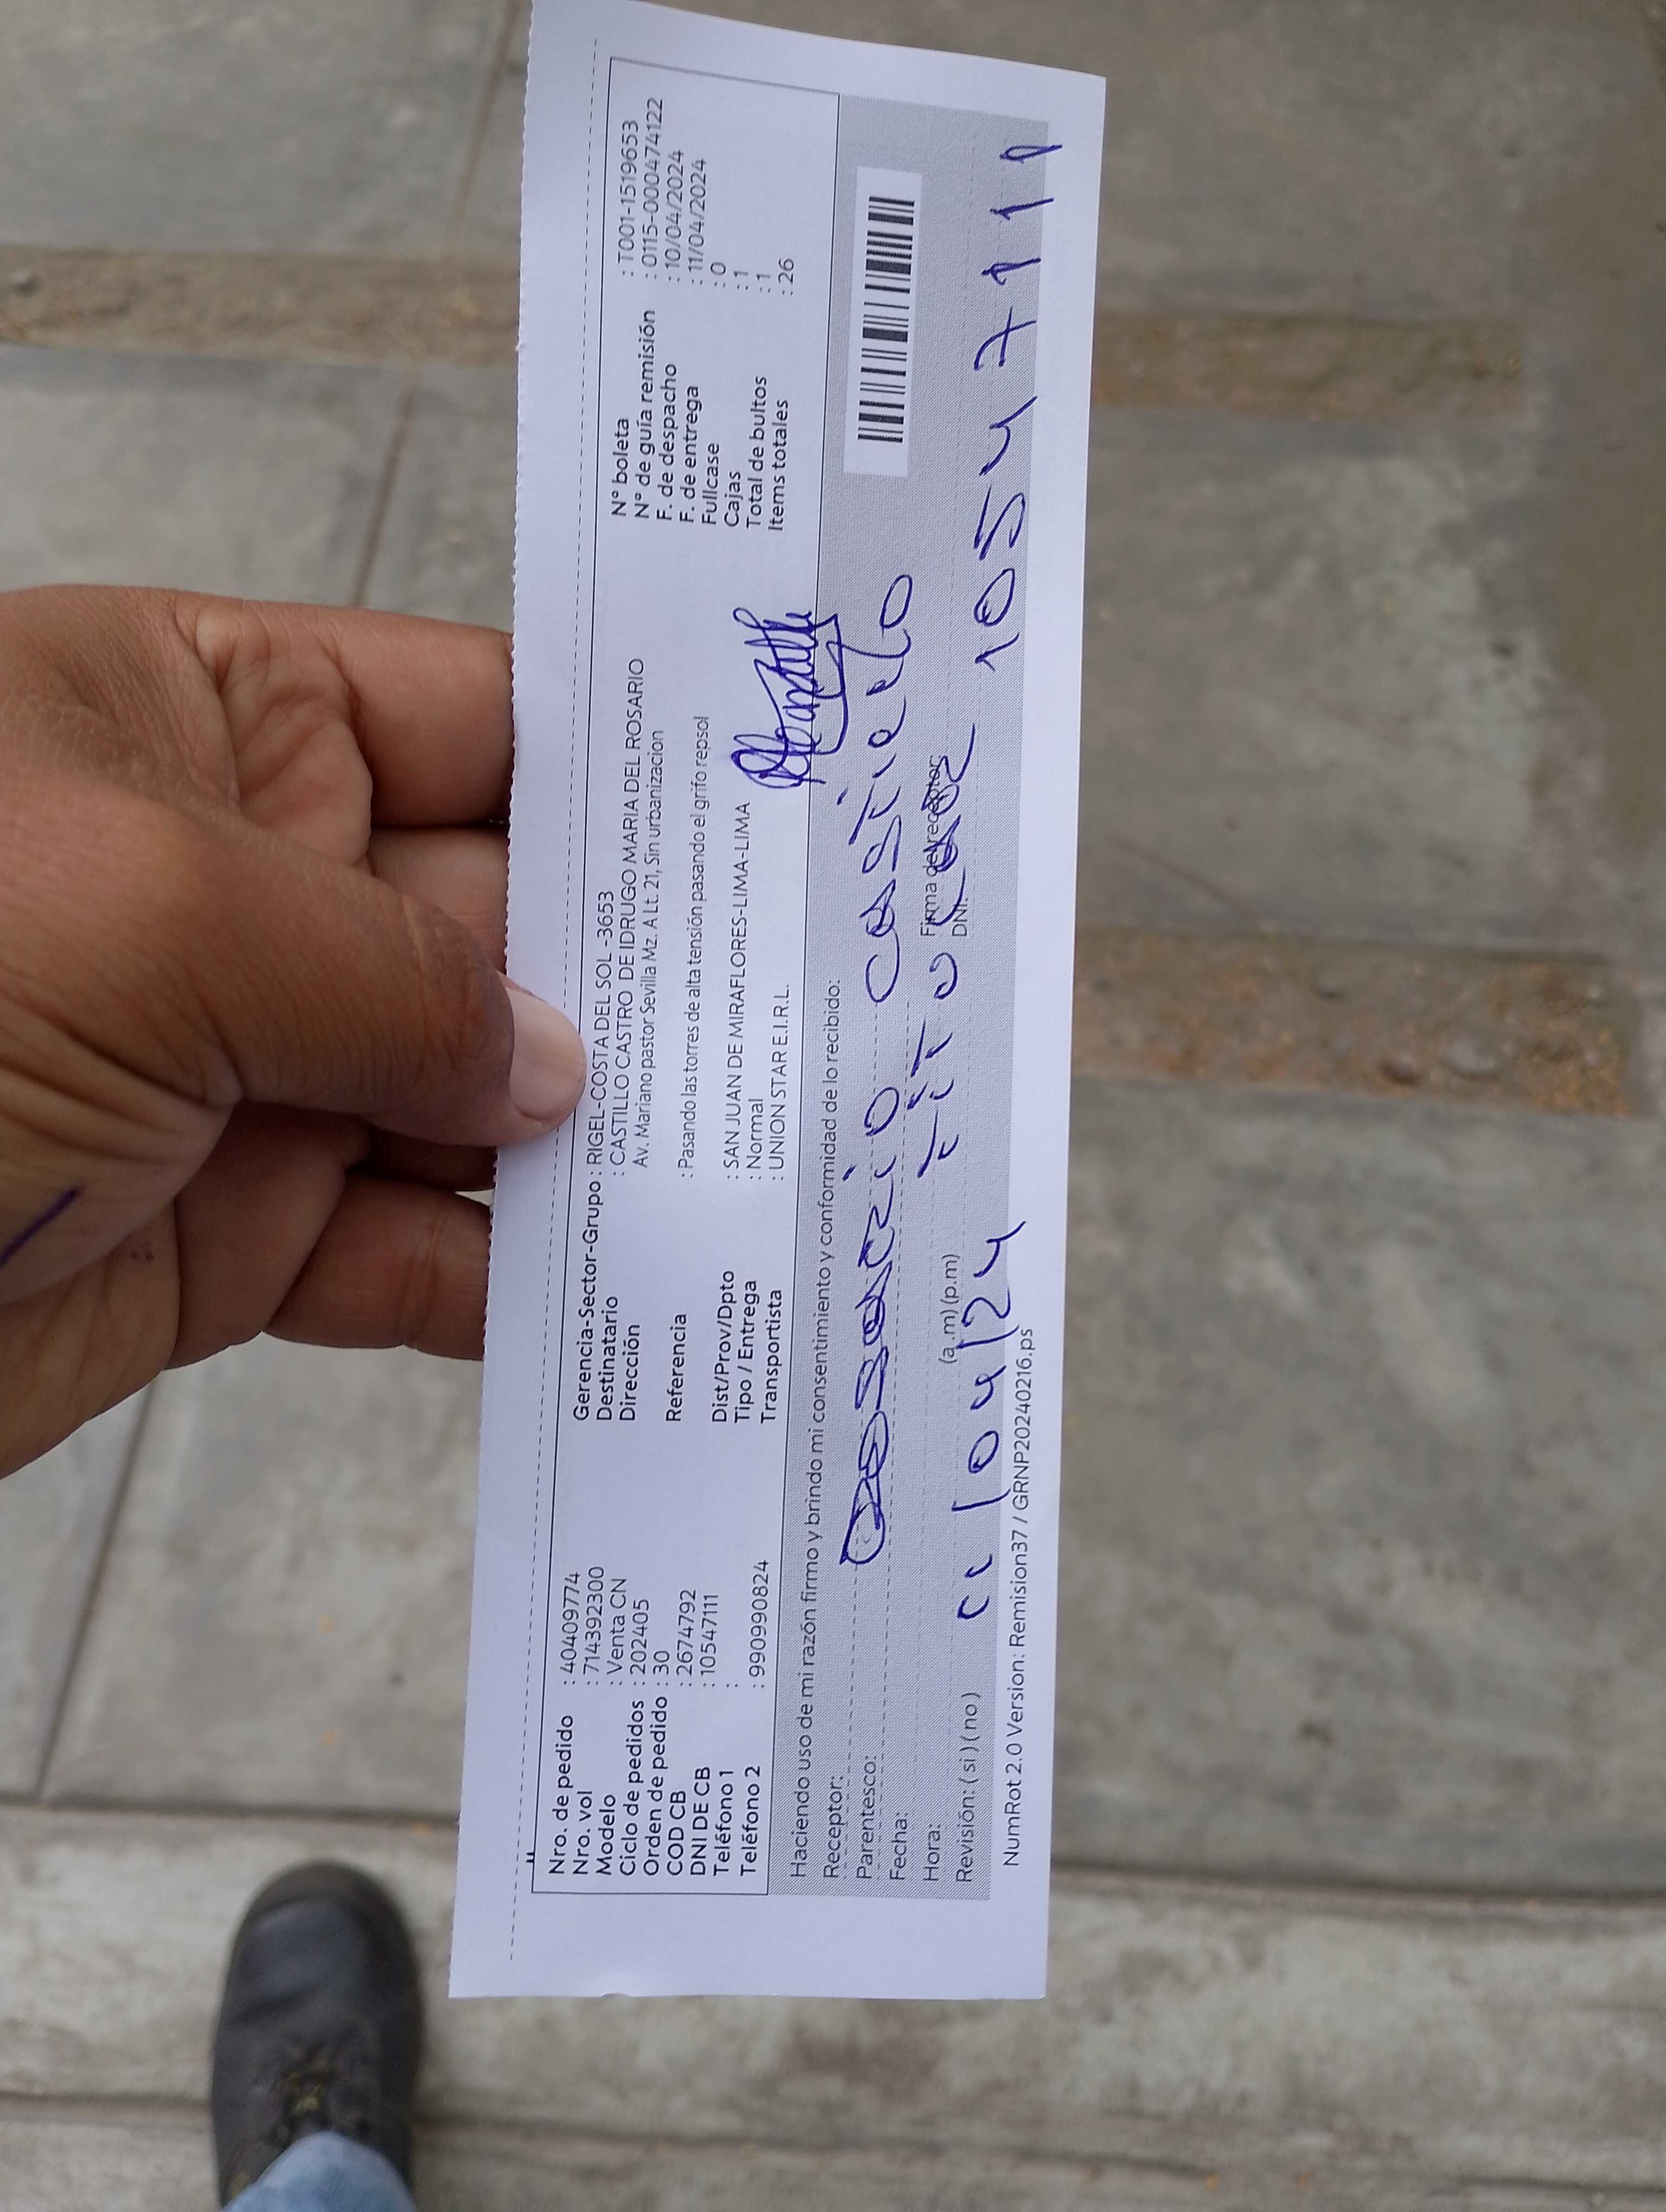 Nro. de pedido : 40409774
Nro. vol : 714392300
Modelo : Venta CN
Ciclo de pedidos : 202405
Orden de pedido : 30
COD CB : 2674792
DNI DE CB : 10547111
Teléfono 1 :
Teléfono 2 : 990990824
Gerencia-Sector-Grupo : RIGEL-COSTA DEL SOL -3653
Destinatario : CASTILLO CASTRO DE IDRUGO MARIA DEL ROSARIO
Dirección Av. Mariano pastor Sevilla Mz. A Lt. 21, Sin urbanizacion
Referencia : Pasando las torres de alta tensión pasando el grifo repsol
Dist/Prov/Dpto : SAN JUAN DE MIRAFLORES-LIMA-LIMA
Tipo / Entrega : Normal
Transportista : UNION STAR E.I.R.L.
N° boleta : T001-1519653
N° de guía remisión : 0115-000474122
F. de despacho : 10/04/2024
F. de entrega : 11/04/2024
Fullcase : 0
Cajas : 1
Total de bultos : 1
Items totales : 26
Haciendo uso de mi razón firmo y brindo mi consentimiento y conformidad de lo recibido:
Receptor:
Parentesco:
Castiello
Fecha:
Hora: (a.m) (p.m)
Firma del receptor
DNI:
Revisión: ( si ) ( no )
04/24
10547111
NumRot 2.0 Version: Remision37 / GRNP20240216.ps